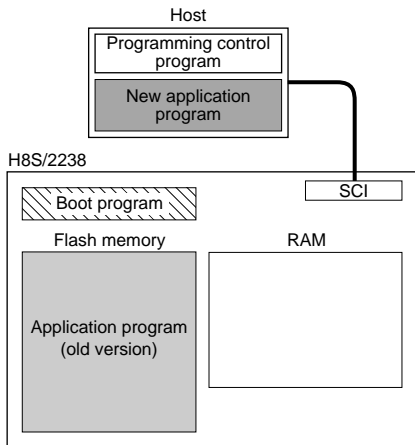 Host
Programming control
program
New application
program
H8S/2238
SCI
Boot program
Flash memory
RAM
Application program
(old version)